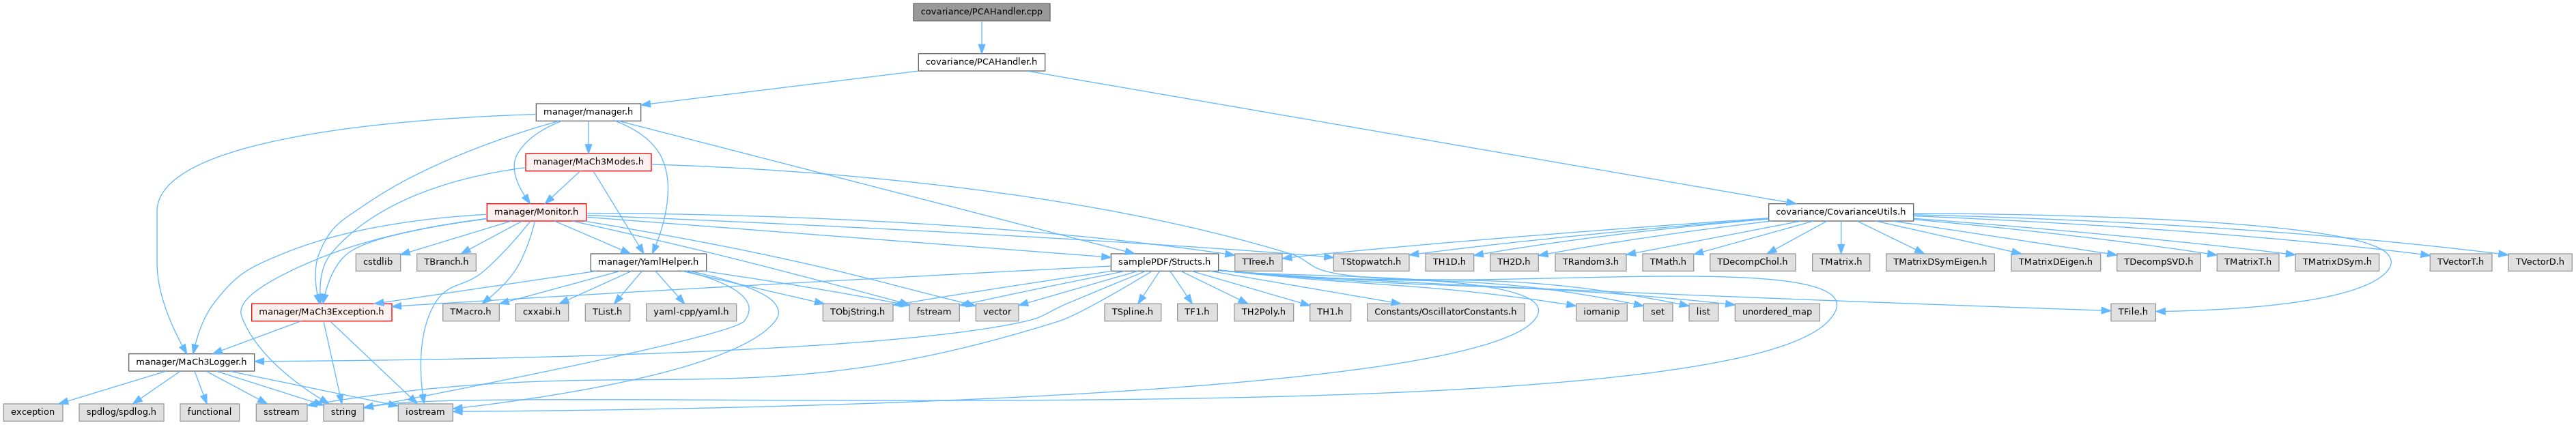 covariance/PCAHandler.cpp
covariance/PCAHandler.h
manager/manager.h
manager/MaCh3Modes.h
manager/Monitor.h
covariance/CovarianceUtils.h
cstdlib
TBranch.h
manager/YamlHelper.h
samplePDF/Structs.h
TTree.h
TStopwatch.h
TH1D.h
TH2D.h
TRandom3.h
TMath.h
TDecompChol.h
TMatrix.h
TMatrixDSymEigen.h
TMatrixDEigen.h
TDecompSVD.h
TMatrixT.h
TMatrixDSym.h
TVectorT.h
TVectorD.h
manager/MaCh3Exception.h
TMacro.h
cxxabi.h
TList.h
yaml-cpp/yaml.h
TObjString.h
fstream
vector
TSpline.h
TF1.h
TH2Poly.h
TH1.h
Constants/OscillatorConstants.h
iomanip
set
list
unordered_map
TFile.h
manager/MaCh3Logger.h
exception
spdlog/spdlog.h
functional
sstream
string
iostream